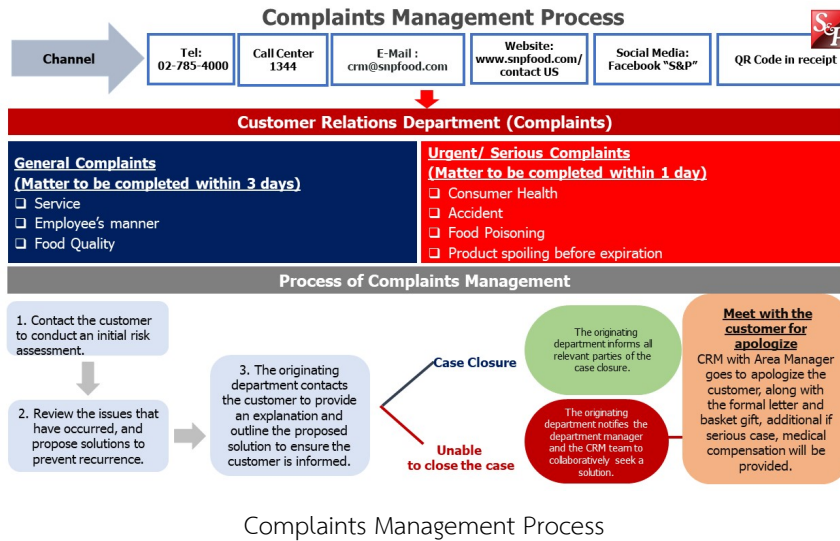 Complaints Management Process
S&P
Channel
Tel:
02-785-4000
Call Center
1344
E-Mail :
crm@snpfood.com
Website:
www.snpfood.com/
contact US
Social Media:
Facebook “S&P”
QR Code in receipt
Customer Relations Department (Complaints)
General Complaints
(Matter to be completed within 3 days)
❑ Service
❑ Employee’s manner
❑ Food Quality
Urgent/ Serious Complaints
(Matter to be completed within 1 day)
❑ Consumer Health
❑ Accident
❑ Food Poisoning
❑ Product spoiling before expiration
Process of Complaints Management
1. Contact the customer
to conduct an initial risk
assessment.
2. Review the issues that
have occurred, and
propose solutions to
prevent recurrence.
3. The originating
department contacts
the customer to provide
an explanation and
outline the proposed
solution to ensure the
customer is informed.
Case Closure
Unable
to close the case
The originating
department informs all
relevant parties of the
case closure.
The originating
department notifies the
department manager
and the CRM team to
collaboratively seek a
solution.
Meet with the
customer for
apologize
CRM with Area Manager
goes to apologize the
customer, along with
the formal letter and
basket gift, additional if
serious case, medical
compensation will be
provided.
Complaints Management Process